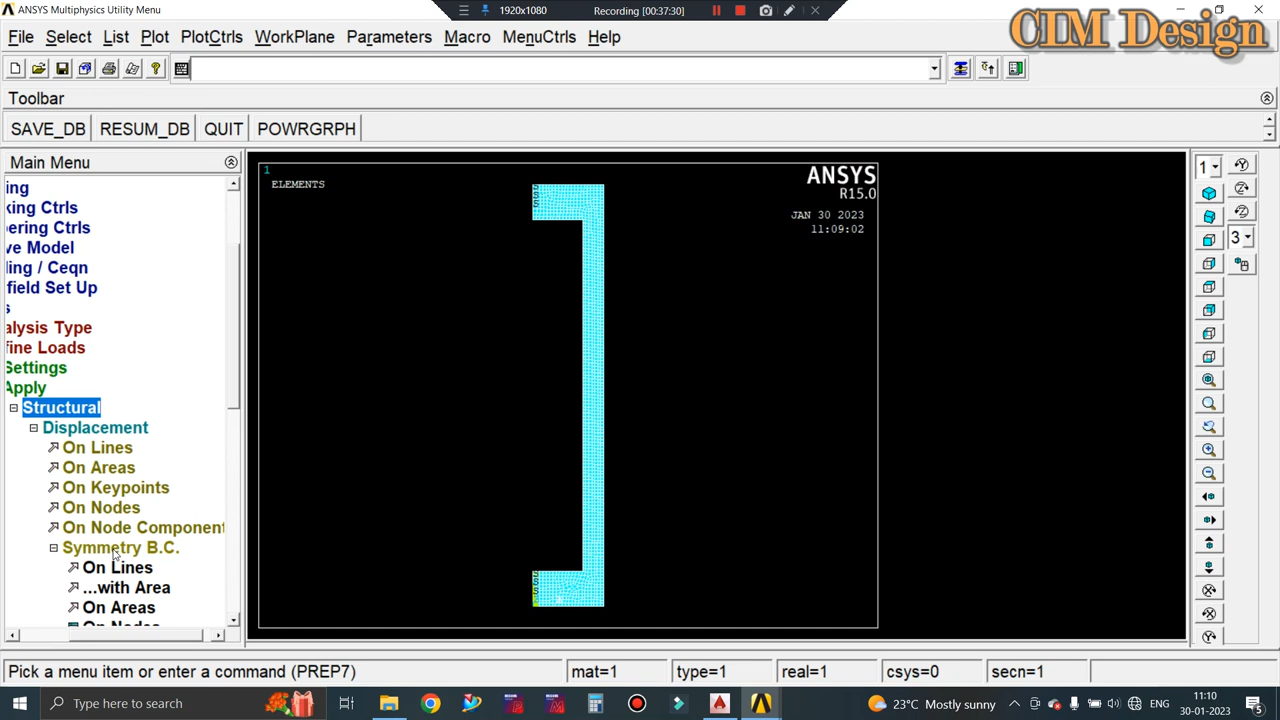 ANSYS Multiphysics Utility Menu
1920x1080
Recording [00:37:30]
CIM Design
File Select List Plot PlotCtrls WorkPlane Parameters Macro MenuCtrls Help
Toolbar
SAVE_DB RESUM_DB QUIT POWRGRPH
Main Menu
ing
king Ctrls
ering Ctrls
ve Model
ling / Ceqn
field Set Up
s
alysis Type
fine Loads
Settings
Apply
Structural
Displacement
On Lines
On Areas
On Keypoints
On Nodes
On Node Component
Symmetry B.C.
On Lines
...with Area
On Areas
On Nodes
1
ELEMENTS
ANSYS
R15.0
JAN 30 2023
11:09:02
S
S
S
S
S
S
1
3
Pick a menu item or enter a command (PREP7)
mat=1
type=1
real=1
csys=0
secn=1
Type here to search
23°C Mostly sunny
ENG
11:10
30-01-2023
5